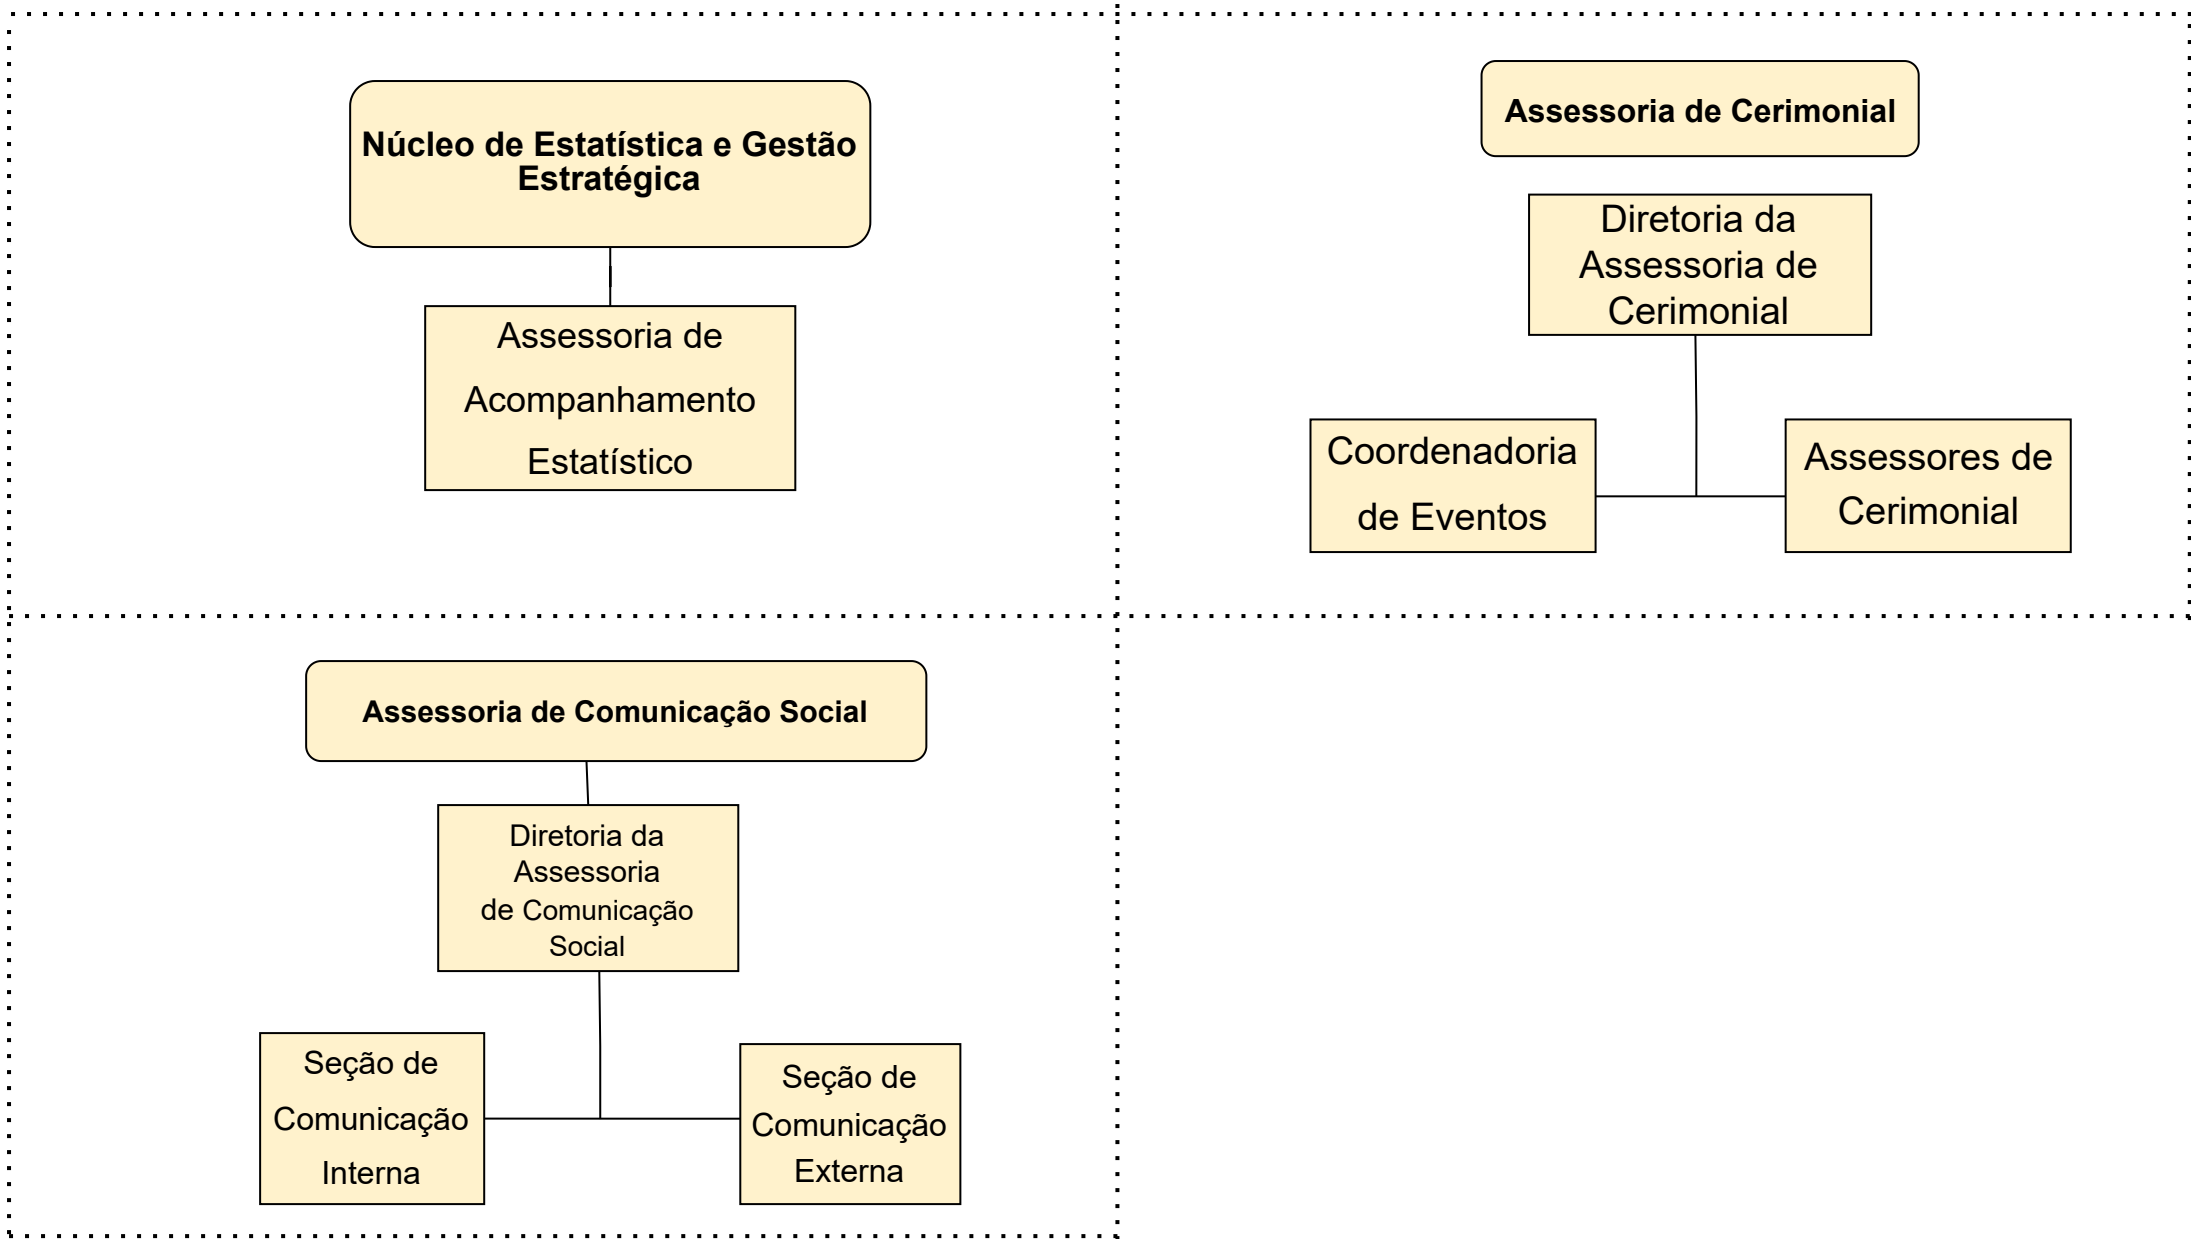 Núcleo de Estatística e Gestão
Estratégica
Assessoria de
Acompanhamento
Estatístico
Assessoria de Cerimonial
Diretoria da
Assessoria de
Cerimonial
Coordenadoria
de Eventos
Assessores de
Cerimonial
Assessoria de Comunicação Social
Diretoria da
Assessoria
de Comunicação
Social
Seção de
Comunicação
Interna
Seção de
Comunicação
Externa